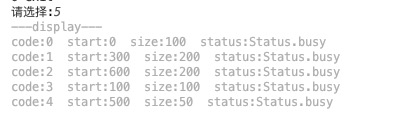 请选择:5
———display———
code:0  start:0  size:100  status:Status.busy
code:1  start:300  size:200  status:Status.busy
code:2  start:600  size:200  status:Status.busy
code:3  start:100  size:100  status:Status.busy
code:4  start:500  size:50  status:Status.busy